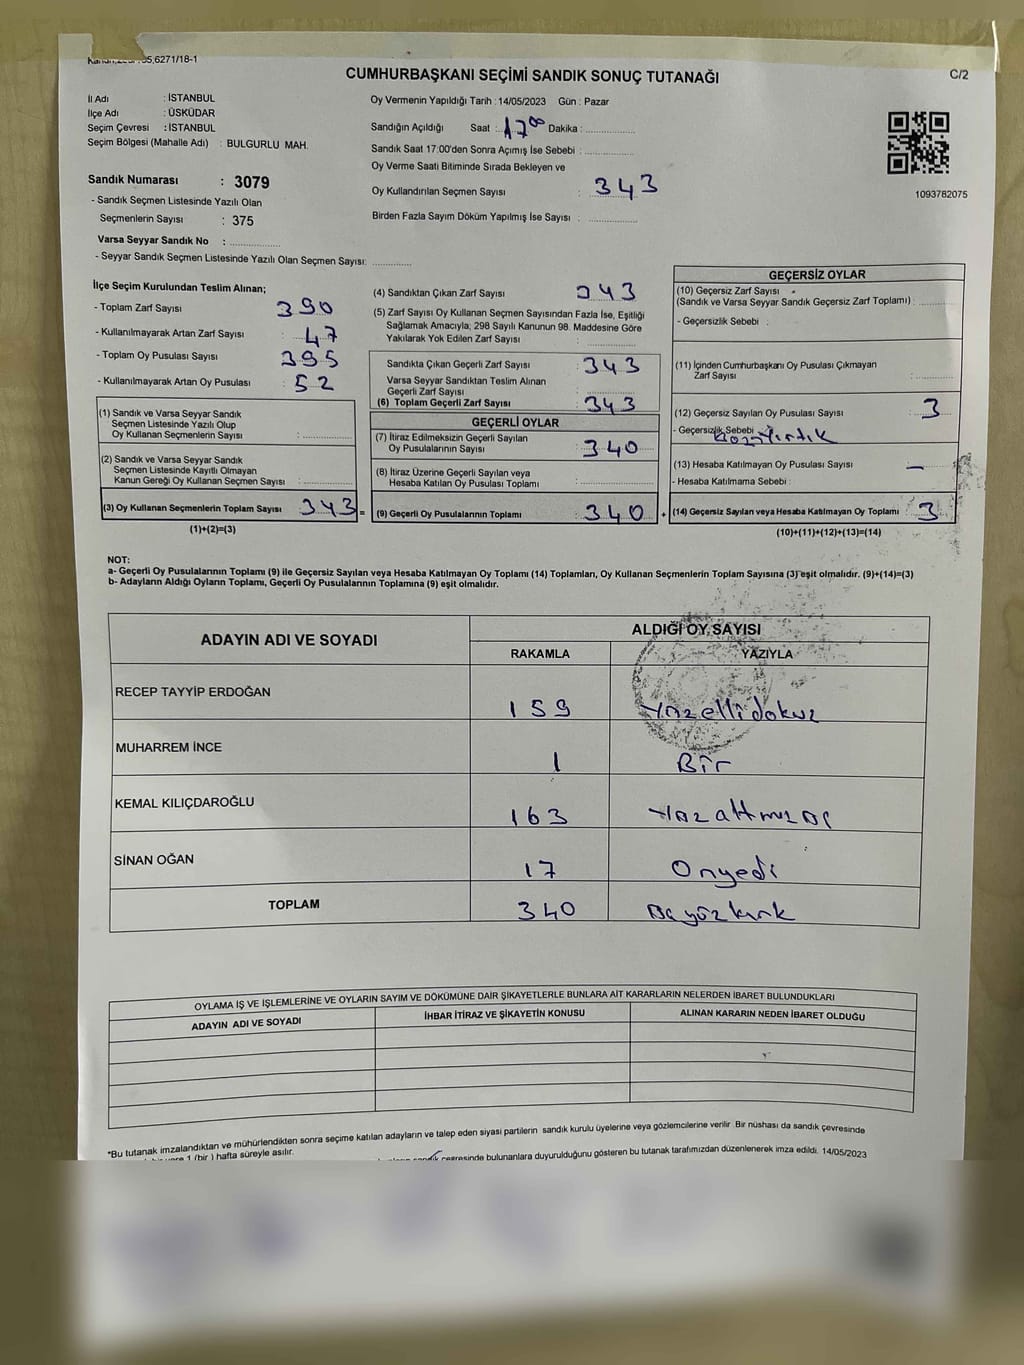 6271/18-1
CUMHURBAŞKANI SEÇİMİ SANDIK SONUÇ TUTANAĞI
C/2
İl Adı : İSTANBUL
İlçe Adı : ÜSKÜDAR
Seçim Çevresi : İSTANBUL
Seçim Bölgesi (Mahalle Adı) : BULGURLU MAH.
Sandık Numarası : 3079
- Sandık Seçmen Listesinde Yazılı Olan
Seçmenlerin Sayısı : 375
Varsa Seyyar Sandık No : ..............
- Seyyar Sandık Seçmen Listesinde Yazılı Olan Seçmen Sayısı: ............
Oy Vermenin Yapıldığı Tarih : 14/05/2023 Gün : Pazar
Sandığın Açıldığı Saat : 17 00 Dakika : ..............
Sandık Saat 17:00'den Sonra Açımış İse Sebebi : ..............
Oy Verme Saati Bitiminde Sırada Bekleyen ve
Oy Kullandırılan Seçmen Sayısı : 343
Birden Fazla Sayım Döküm Yapılmış İse Sayısı : ..............
1093762075
İlçe Seçim Kurulundan Teslim Alınan;
- Toplam Zarf Sayısı 390
- Kullanılmayarak Artan Zarf Sayısı : 47
- Toplam Oy Pusulası Sayısı 395
- Kullanılmayarak Artan Oy Pusulası : 52
(1) Sandık ve Varsa Seyyar Sandık
Seçmen Listesinde Yazılı Olup
Oy Kullanan Seçmenlerin Sayısı : ..............
(2) Sandık ve Varsa Seyyar Sandık
Seçmen Listesinde Kayıtlı Olmayan
Kanun Gereği Oy Kullanan Seçmen Sayısı : ..............
(3) Oy Kullanan Seçmenlerin Toplam Sayısı 343 =
(1)+(2)=(3)
(4) Sandıktan Çıkan Zarf Sayısı : 343
(5) Zarf Sayısı Oy Kullanan Seçmen Sayısından Fazla İse, Eşitliği
Sağlamak Amacıyla; 298 Sayılı Kanunun 98. Maddesine Göre
Yakılarak Yok Edilen Zarf Sayısı : ..............
Sandıkta Çıkan Geçerli Zarf Sayısı : 343
Varsa Seyyar Sandıktan Teslim Alınan
Geçerli Zarf Sayısı : ..............
(6) Toplam Geçerli Zarf Sayısı : 343
GEÇERLİ OYLAR
(7) İtiraz Edilmeksizin Geçerli Sayılan
Oy Pusulalarının Sayısı : 340
(8) İtiraz Üzerine Geçerli Sayılan veya
Hesaba Katılan Oy Pusulası Toplamı : ..............
(9) Geçerli Oy Pusulalarının Toplamı : 340 +
GEÇERSİZ OYLAR
(10) Geçersiz Zarf Sayısı
(Sandık ve Varsa Seyyar Sandık Geçersiz Zarf Toplamı) : ..............
- Geçersizlik Sebebi :
(11) İçinden Cumhurbaşkanı Oy Pusulası Çıkmayan
Zarf Sayısı : ..............
(12) Geçersiz Sayılan Oy Pusulası Sayısı : 3
- Geçersizlik Sebebi
(13) Hesaba Katılmayan Oy Pusulası Sayısı : –
- Hesaba Katılmama Sebebi :
(14) Geçersiz Sayılan veya Hesaba Katılmayan Oy Toplamı : 3
(10)+(11)+(12)+(13)=(14)
NOT:
a- Geçerli Oy Pusulalarının Toplamı (9) ile Geçersiz Sayılan veya Hesaba Katılmayan Oy Toplamı (14) Toplamları, Oy Kullanan Seçmenlerin Toplam Sayısına (3) eşit olmalıdır. (9)+(14)=(3)
b- Adayların Aldığı Oyların Toplamı, Geçerli Oy Pusulalarının Toplamına (9) eşit olmalıdır.
ADAYIN ADI VE SOYADI
ALDIĞI OY SAYISI
RAKAMLA YAZIYLA
RECEP TAYYİP ERDOĞAN 159 Yüzellidokuz
MUHARREM İNCE 1 Bir
KEMAL KILIÇDAROĞLU 163 Yüzaltmışüç
SİNAN OĞAN 17 Onyedi
TOPLAM 340 Üçyüzkırk
OYLAMA İŞ VE İŞLEMLERİNE VE OYLARIN SAYIM VE DÖKÜMÜNE DAİR ŞİKAYETLERLE BUNLARA AİT KARARLARIN NELERDEN İBARET BULUNDUKLARI
ADAYIN ADI VE SOYADI İHBAR İTİRAZ VE ŞİKAYETİN KONUSU ALINAN KARARIN NEDEN İBARET OLDUĞU
*Bu tutanak imzalandıktan ve mühürlendikten sonra seçime katılan adayların ve talep eden siyasi partilerin sandık kurulu üyelerine veya gözlemcilerine verilir. Bir nüshası da sandık çevresinde
1 (bir) hafta süreyle asılır.
çevresinde bulunanlara duyurulduğunu gösteren bu tutanak tarafımızdan düzenlenerek imza edildi. 14/05/2023